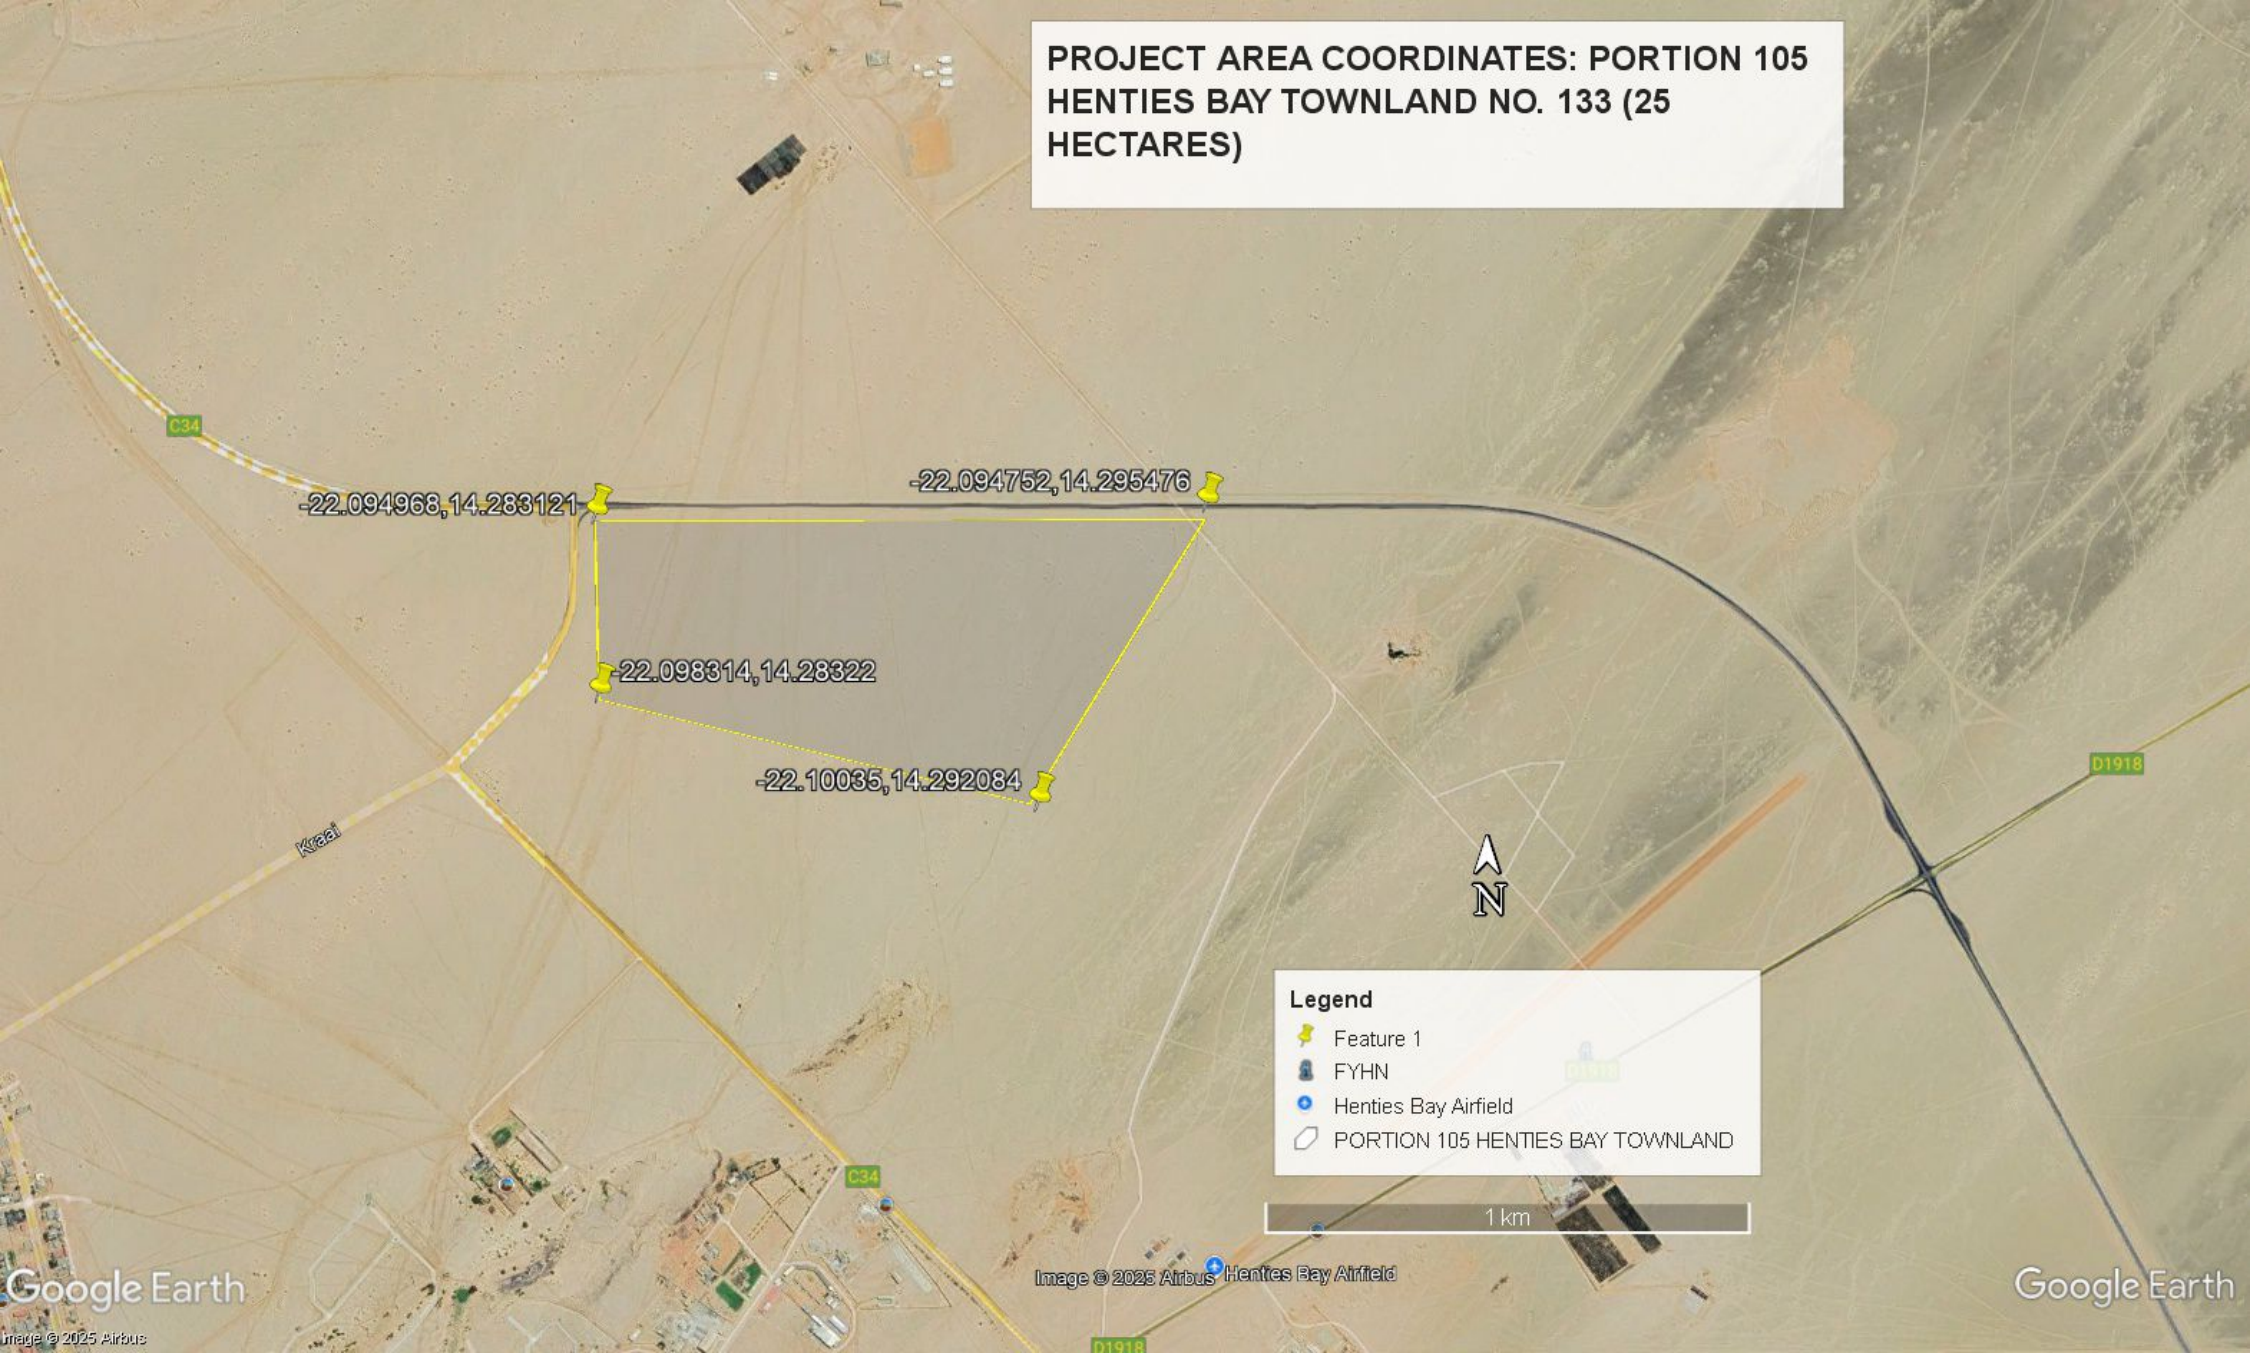 PROJECT AREA COORDINATES: PORTION 105
HENTIES BAY TOWNLAND NO. 133 (25
HECTARES)
C34
-22.094968,14.283121
-22.094752,14.295476
-22.098314,14.28322
-22.10035,14.292084
D1918
Kraai
N
Legend
Feature 1
FYHN
Henties Bay Airfield
PORTION 105 HENTIES BAY TOWNLAND
D1918
C34
1 km
Image © 2025 Airbus
Henties Bay Airfield
Google Earth
Google Earth
Image © 2025 Airbus
D1918